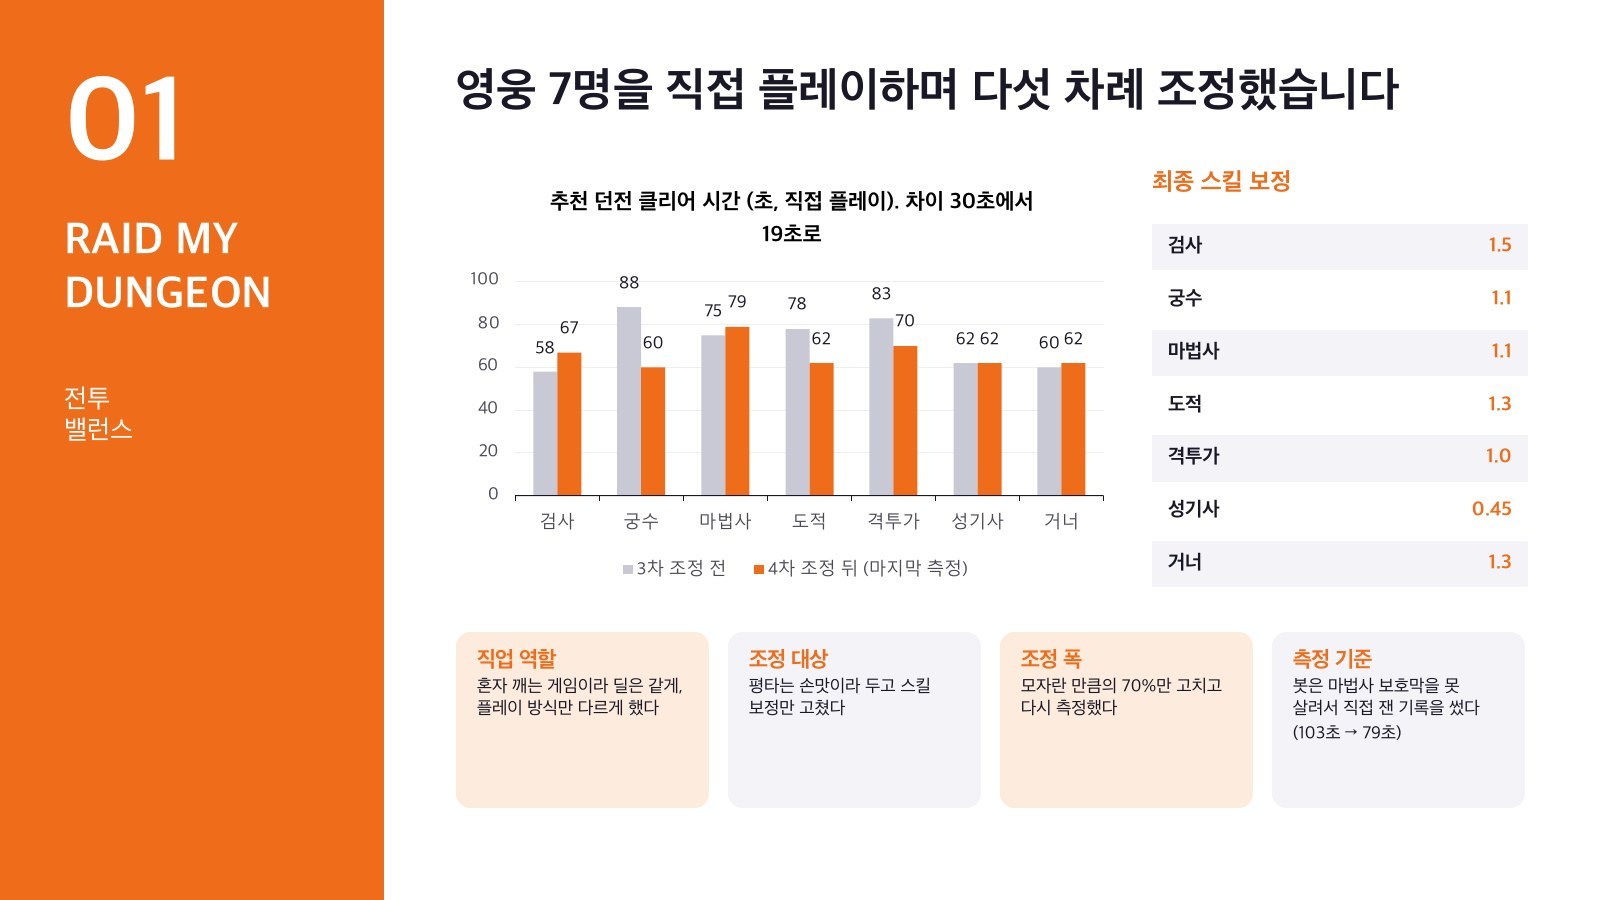 01
RAID MY
DUNGEON
전투
밸런스
영웅 7명을 직접 플레이하며 다섯 차례 조정했습니다
추천 던전 클리어 시간 (초, 직접 플레이). 차이 30초에서
19초로
100
80
60
40
20
0
58 67
88 60
75 79
78 62
83 70
62 62
60 62
검사 궁수 마법사 도적 격투가 성기사 거너
3차 조정 전 4차 조정 뒤 (마지막 측정)
최종 스킬 보정
검사 1.5
궁수 1.1
마법사 1.1
도적 1.3
격투가 1.0
성기사 0.45
거너 1.3
직업 역할
혼자 깨는 게임이라 딜은 같게,
플레이 방식만 다르게 했다
조정 대상
평타는 손맛이라 두고 스킬
보정만 고쳤다
조정 폭
모자란 만큼의 70%만 고치고
다시 측정했다
측정 기준
봇은 마법사 보호막을 못
살려서 직접 잰 기록을 썼다
(103초 → 79초)